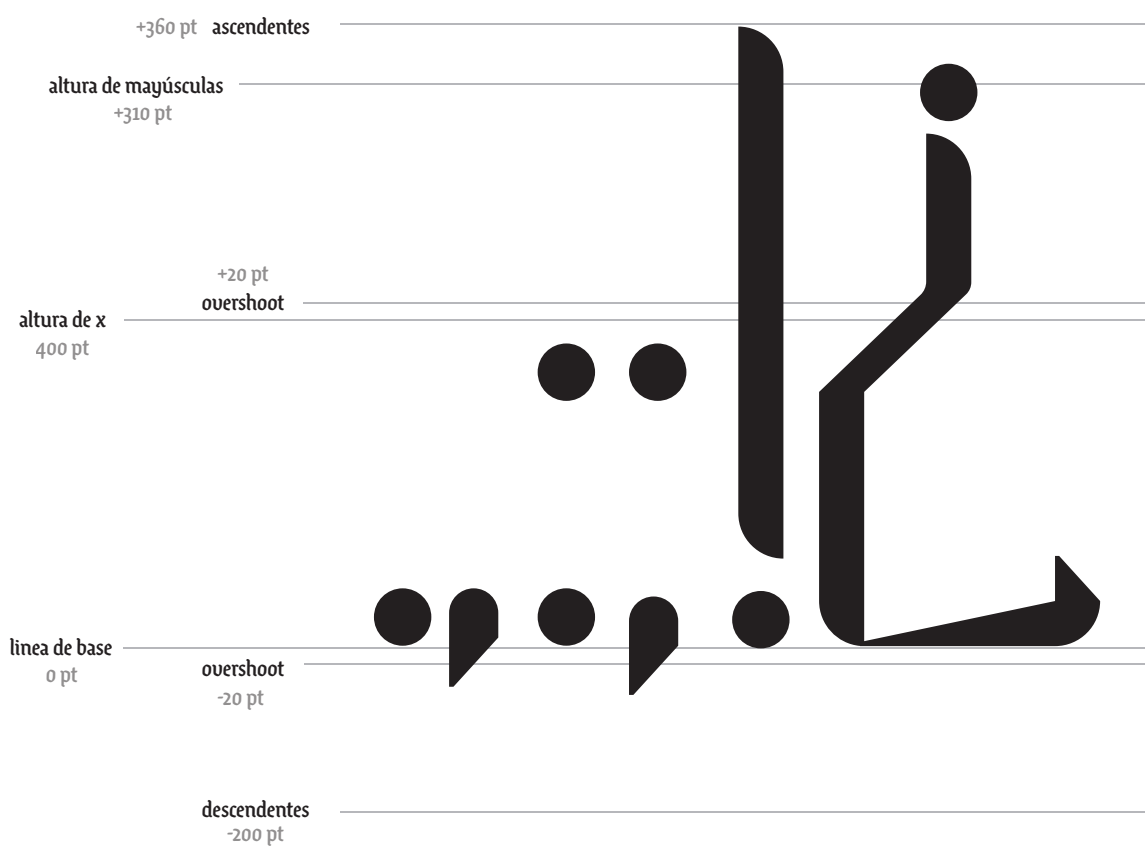 +360 pt ascendentes
altura de mayúsculas
+310 pt
+20 pt
overshoot
altura de x
400 pt
. , : ; ! ¿
linea de base
0 pt
overshoot
-20 pt
descendentes
-200 pt